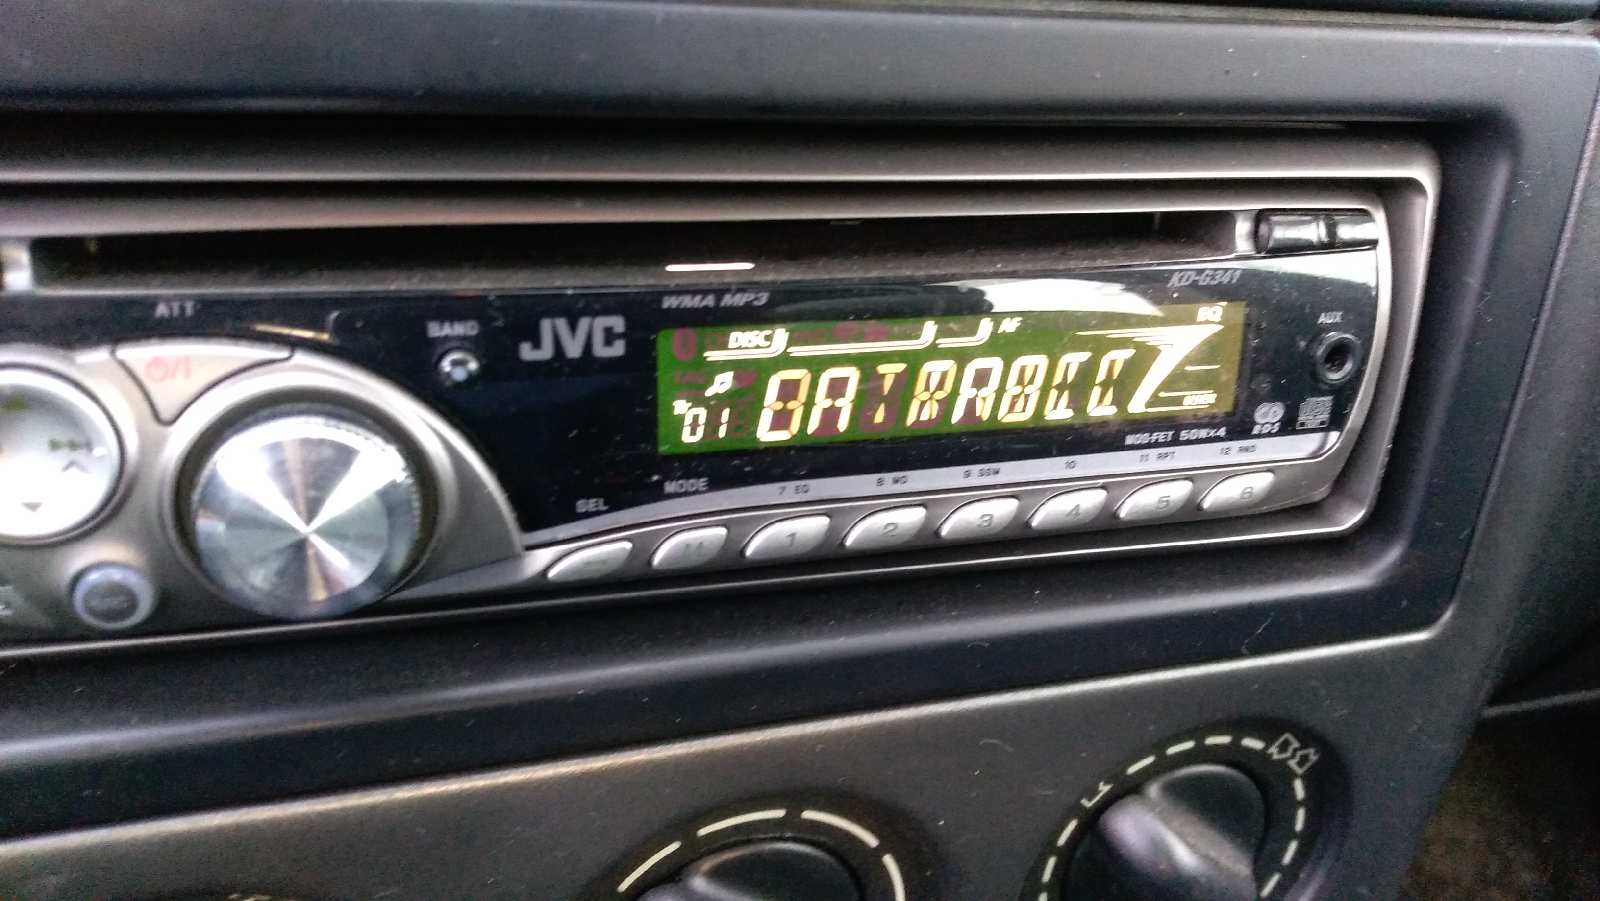 KD-G341
WMA MP3
ATT
BAND
JVC
DISC
AF
EQ
AUX
01
MOS-FET 50W×4
RDS
SEL
MODE
7 EQ
8 MO
9 SSM
10
11 RPT
12 RND
1
2
3
4
5
6